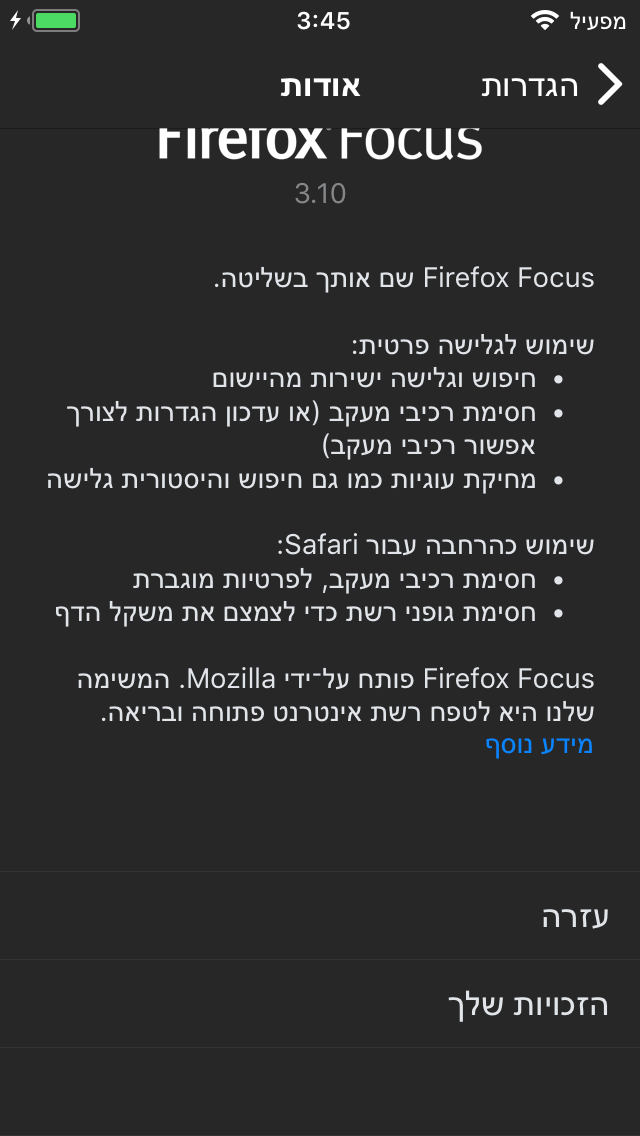 מפעיל 3:45
הגדרות אודות
Firefox Focus
3.10
Firefox Focus שם אותך בשליטה.
שימוש לגלישה פרטית:
• חיפוש וגלישה ישירות מהיישום
• חסימת רכיבי מעקב (או עדכון הגדרות לצורך
אפשור רכיבי מעקב)
• מחיקת עוגיות כמו גם חיפוש והיסטורית גלישה
שימוש כהרחבה עבור Safari:
• חסימת רכיבי מעקב, לפרטיות מוגברת
• חסימת גופני רשת כדי לצמצם את משקל הדף
Firefox Focus פותח על־ידי Mozilla. המשימה
שלנו היא לטפח רשת אינטרנט פתוחה ובריאה.
מידע נוסף
עזרה
הזכויות שלך